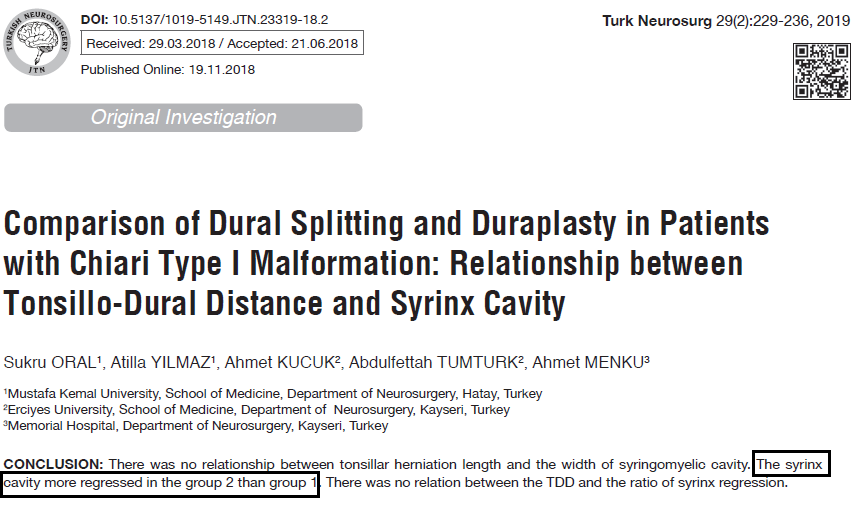 TURKISH NEUROSURGERY
JTN
DOI: 10.5137/1019-5149.JTN.23319-18.2
Received: 29.03.2018 / Accepted: 21.06.2018
Published Online: 19.11.2018
Turk Neurosurg 29(2):229-236, 2019
Original Investigation
Comparison of Dural Splitting and Duraplasty in Patients
with Chiari Type I Malformation: Relationship between
Tonsillo-Dural Distance and Syrinx Cavity
Sukru ORAL¹, Atilla YILMAZ¹, Ahmet KUCUK², Abdulfettah TUMTURK², Ahmet MENKU³
¹Mustafa Kemal University, School of Medicine, Department of Neurosurgery, Hatay, Turkey
²Erciyes University, School of Medicine, Department of Neurosurgery, Kayseri, Turkey
³Memorial Hospital, Department of Neurosurgery, Kayseri, Turkey
CONCLUSION: There was no relationship between tonsillar herniation length and the width of syringomyelic cavity. The syrinx
cavity more regressed in the group 2 than group 1. There was no relation between the TDD and the ratio of syrinx regression.